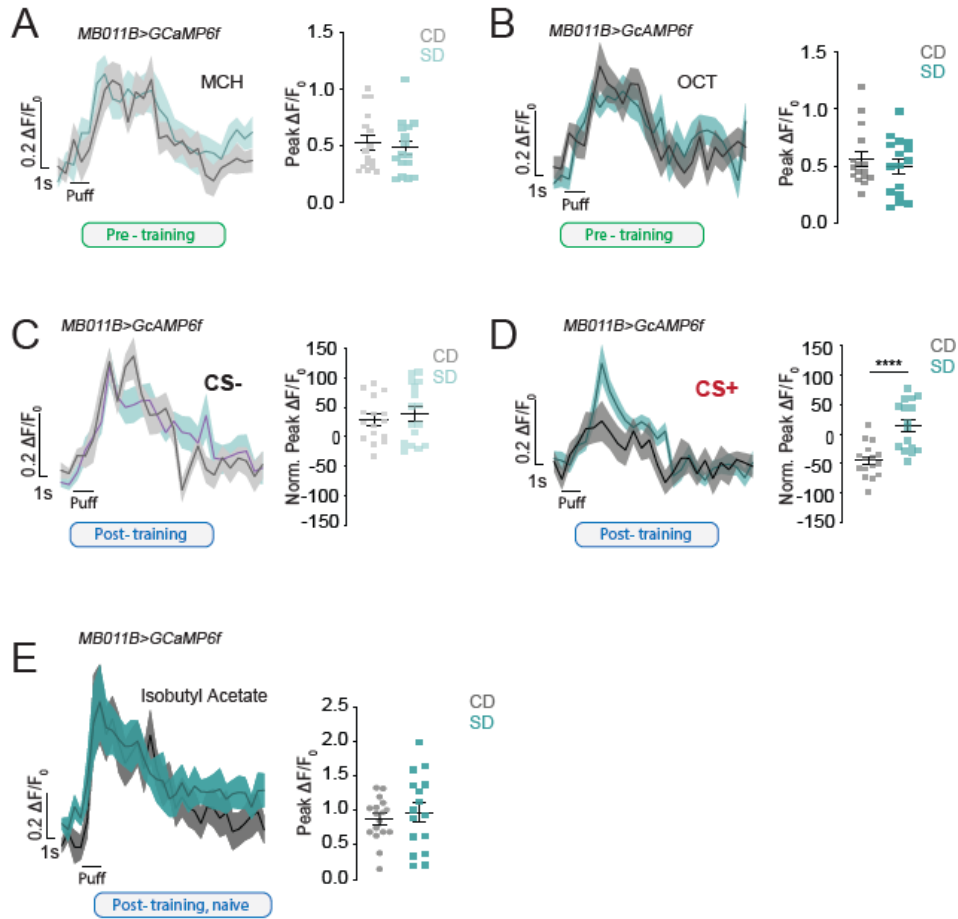 A
MB011B>GCaMP6f
MCH
0.2 ΔF/F0
1s
Puff
Pre - training
Peak ΔF/F0
1.5
1.0
0.5
0.0
CD
SD
B
MB011B>GcAMP6f
OCT
0.2 ΔF/F0
1s
Puff
Pre - training
Peak ΔF/F0
1.5
1.0
0.5
0.0
CD
SD
C
MB011B>GcAMP6f
CS-
0.2 ΔF/F0
1s
Puff
Post- training
Norm. Peak ΔF/F0
150
100
50
0
-50
-100
-150
CD
SD
D
MB011B>GcAMP6f
CS+
0.2 ΔF/F0
1s
Puff
Post- training
Norm. Peak ΔF/F0
150
100
50
0
-50
-100
-150
****
CD
SD
E
MB011B>GCaMP6f
Isobutyl Acetate
0.2 ΔF/F0
1s
Puff
Post- training, naive
Peak ΔF/F0
2.5
2.0
1.5
1.0
0.5
0.0
CD
SD